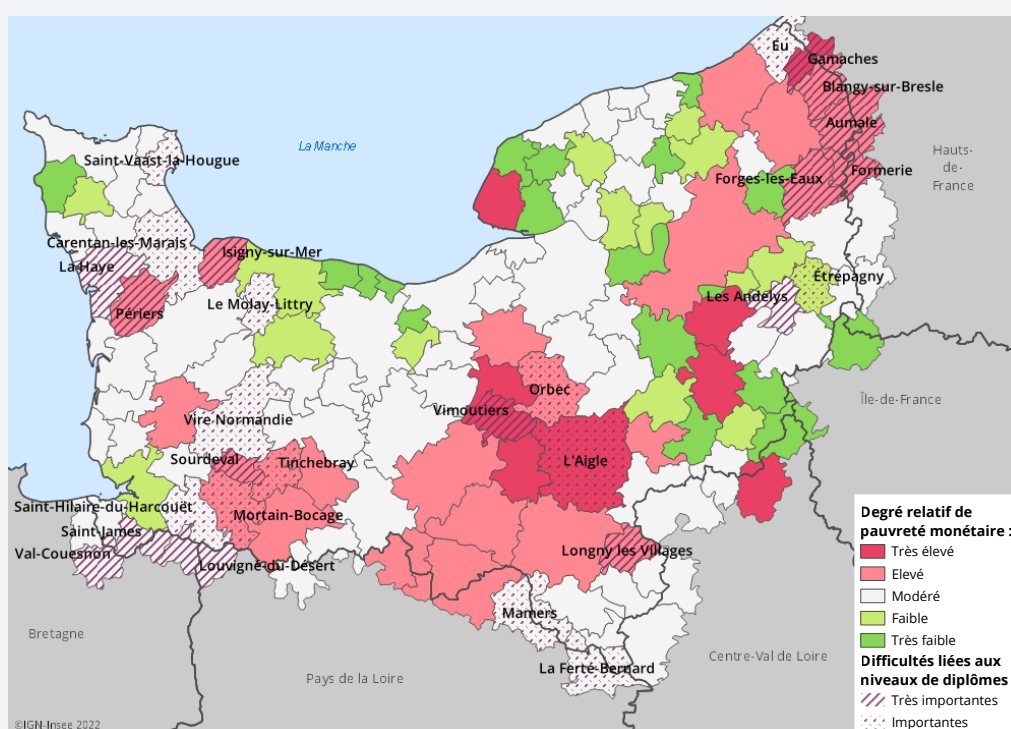 Eu
Gamaches
Blangy-sur-Bresle
Aumale
La Manche
Hauts-
de-
France
Saint-Vaast-la-Hougue
Forges-les-Eaux
Formerie
Carentan-les-Marais
Isigny-sur-Mer
La Haye
Étrepagny
Le Molay-Littry
Les Andelys
Périers
Orbec
Île-de-France
Vimoutiers
Vire Normandie
Sourdeval
Tinchebray
L'Aigle
Saint-Hilaire-du-Harcouët
Mortain-Bocage
Saint-James
Val-Couesnon
Longny les Villages
Louvigné-du-Désert
Mamers
Bretagne
Centre-Val de Loire
La Ferté-Bernard
Pays de la Loire
©IGN-Insee 2022
Degré relatif de
pauvreté monétaire :
Très élevé
Elevé
Modéré
Faible
Très faible
Difficultés liées aux
niveaux de diplômes
Très importantes
Importantes